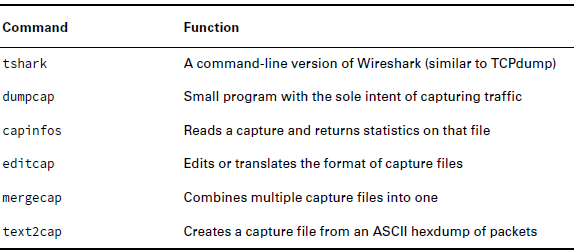 Command Function
tshark A command-line version of Wireshark (similar to TCPdump)
dumpcap Small program with the sole intent of capturing traffic
capinfos Reads a capture and returns statistics on that file
editcap Edits or translates the format of capture files
mergecap Combines multiple capture files into one
text2cap Creates a capture file from an ASCII hexdump of packets